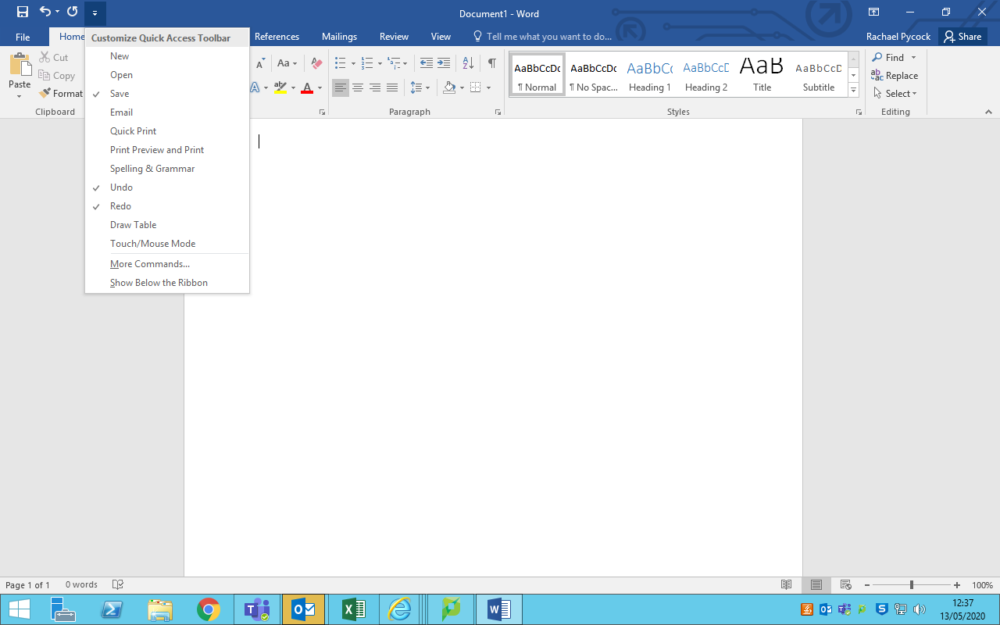 Document1 - Word
File
Home
References
Mailings
Review
View
Tell me what you want to do...
Rachael Pycock
Share
Customize Quick Access Toolbar
New
Open
Save
Email
Quick Print
Print Preview and Print
Spelling & Grammar
Undo
Redo
Draw Table
Touch/Mouse Mode
More Commands...
Show Below the Ribbon
Paste
Cut
Copy
Format
Clipboard
Aa
Paragraph
AaBbCcDc
¶ Normal
AaBbCcDc
¶ No Spac...
AaBbCc
Heading 1
AaBbCcD
Heading 2
AaB
Title
AaBbCcD
Subtitle
Styles
Find
Replace
Select
Editing
Page 1 of 1
0 words
100%
12:37
13/05/2020